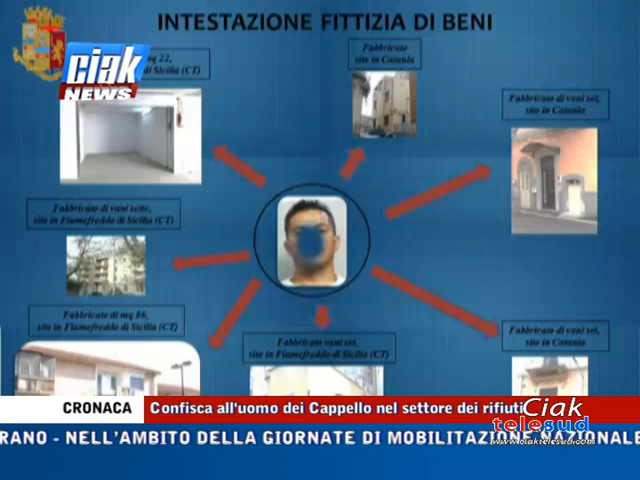 INTESTAZIONE FITTIZIA DI BENI
ciak
NEWS
mq 22,
di Sicilia (CT)
Fabbricato
sito in Catania
Fabbricato di vani sei,
sito in Catania
Fabbricato di vani sette,
sito in Fiumefreddo di Sicilia (CT)
Fabbricato di mq 86,
sito in Fiumefreddo di Sicilia (CT)
Fabbricato vani sei,
sito in Fiumefreddo di Sicilia (CT)
Fabbricato di vani sei,
sito in Catania
CRONACA
Confisca all'uomo dei Cappello nel settore dei rifiuti
Ciak
telesud
www.ciaktelesud.com
RANO - NELL'AMBITO DELLA GIORNATE DI MOBILITAZIONE NAZIONALE